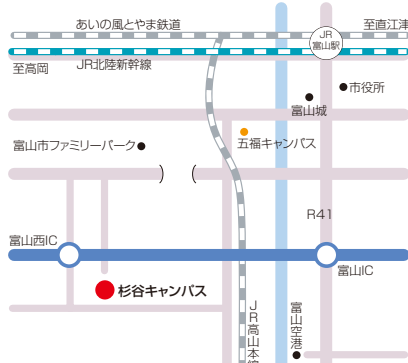 あいの風とやま鉄道
至直江津
JR
富山駅
至高岡
JR北陸新幹線
市役所
富山城
五福キャンパス
富山市ファミリーパーク
R41
富山西IC
富山IC
杉谷キャンパス
JR高山本線
富山空港